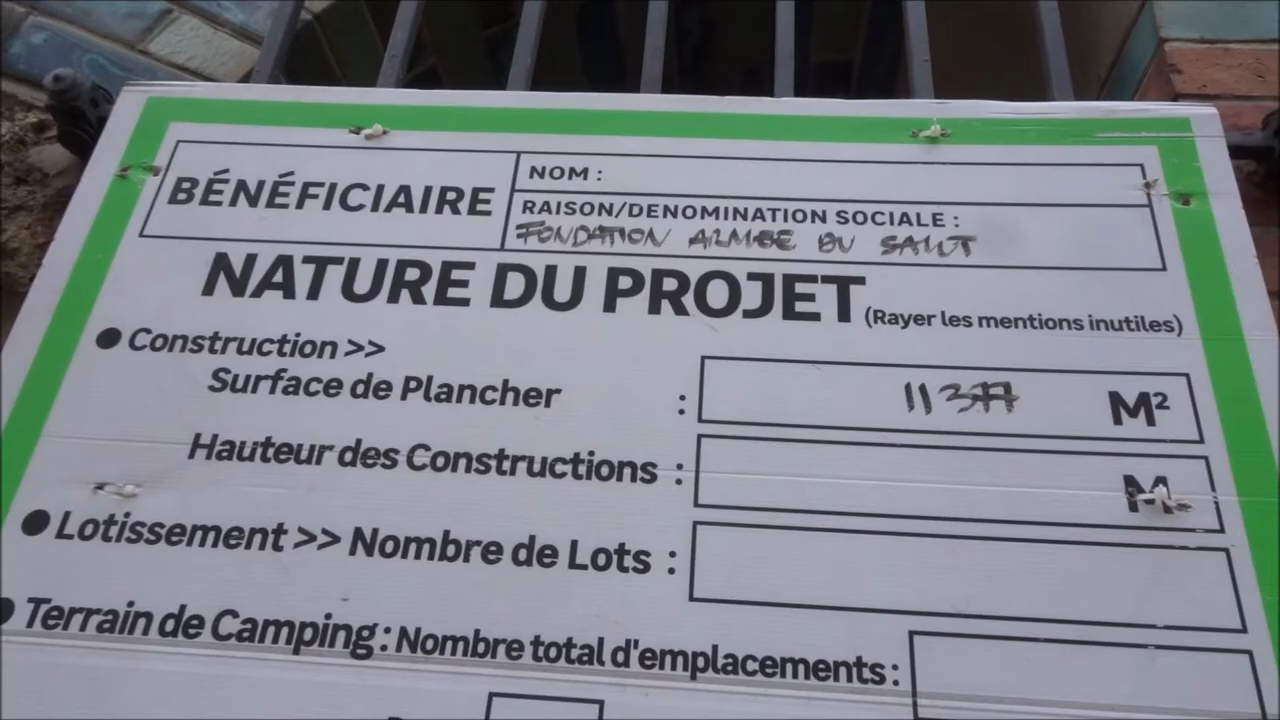 BÉNÉFICIAIRE
NOM :
RAISON/DENOMINATION SOCIALE :
FONDATION ARMEE DU SALUT
NATURE DU PROJET (Rayer les mentions inutiles)
● Construction >>
Surface de Plancher : 11377 M²
Hauteur des Constructions : M
● Lotissement >> Nombre de Lots :
● Terrain de Camping : Nombre total d'emplacements :